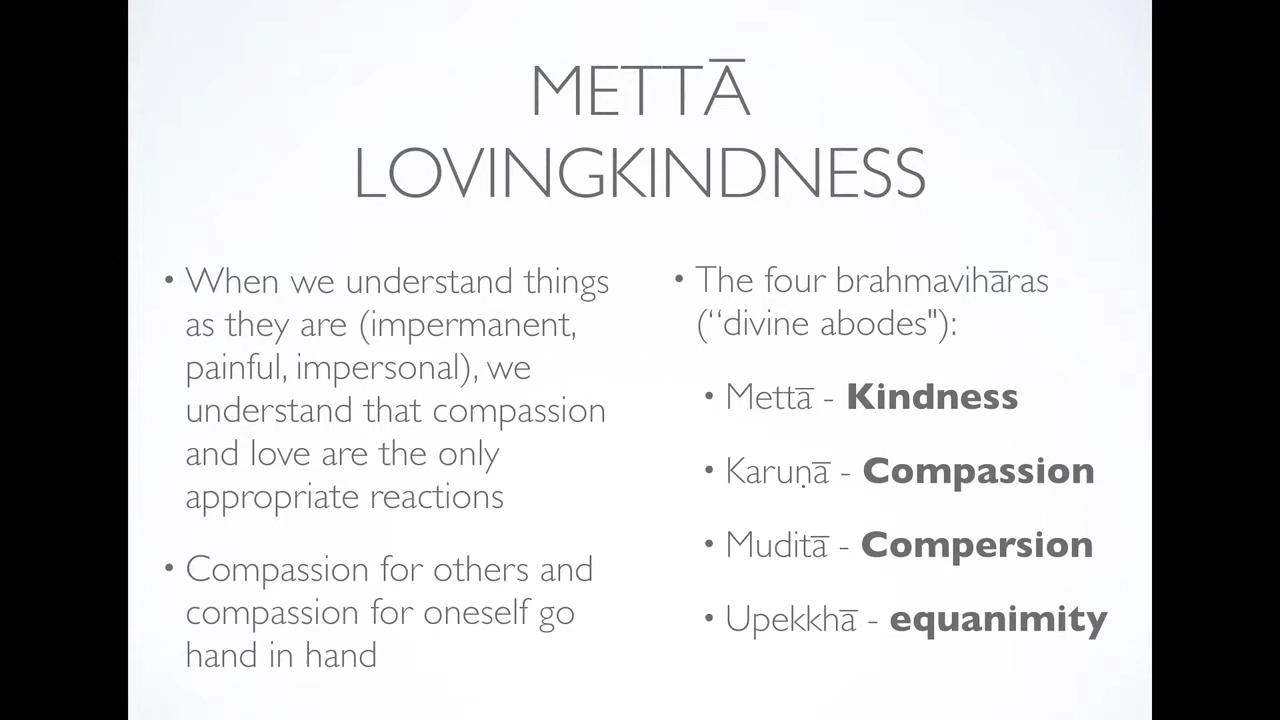 METTĀ
LOVINGKINDNESS
• When we understand things
as they are (impermanent,
painful, impersonal), we
understand that compassion
and love are the only
appropriate reactions
• Compassion for others and
compassion for oneself go
hand in hand
• The four brahmavihāras
(“divine abodes"):
• Mettā - Kindness
• Karuṇā - Compassion
• Muditā - Compersion
• Upekkhā - equanimity